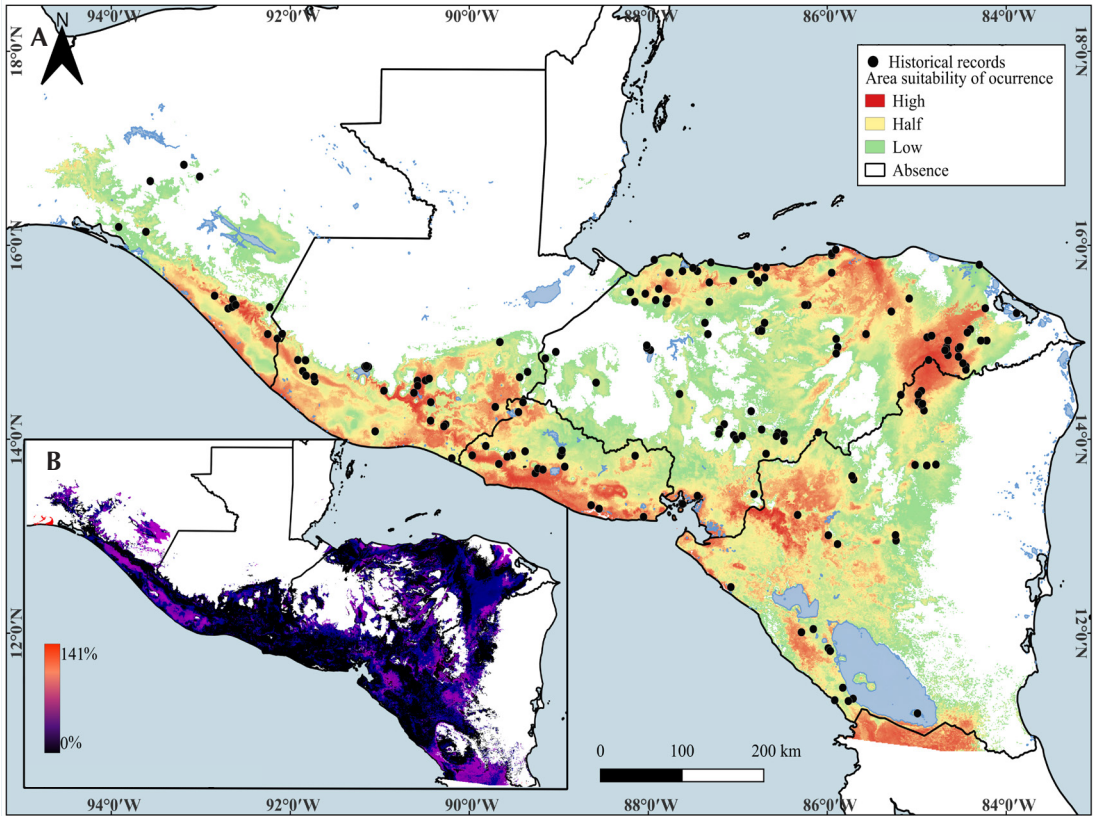 94°0'W 92°0'W 90°0'W 88°0'W 86°0'W 84°0'W
A
N
18°0'N
18°0'N
Historical records
Area suitability of ocurrence
High
Half
Low
Absence
16°0'N
16°0'N
14°0'N
14°0'N
B
12°0'N
12°0'N
141%
0%
0 100 200 km
94°0'W 92°0'W 90°0'W 88°0'W 86°0'W 84°0'W